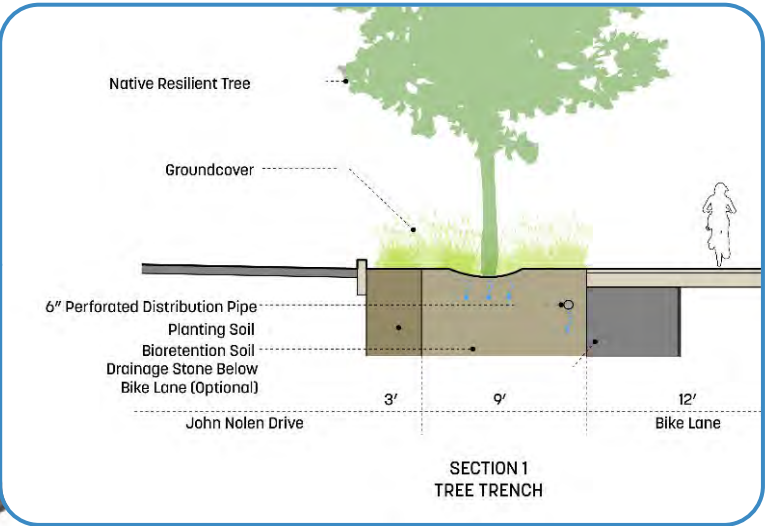 Native Resilient Tree
Groundcover
6" Perforated Distribution Pipe
Planting Soil
Bioretention Soil
Drainage Stone Below
Bike Lane (Optional)
3' 9' 12'
John Nolen Drive Bike Lane
SECTION 1
TREE TRENCH